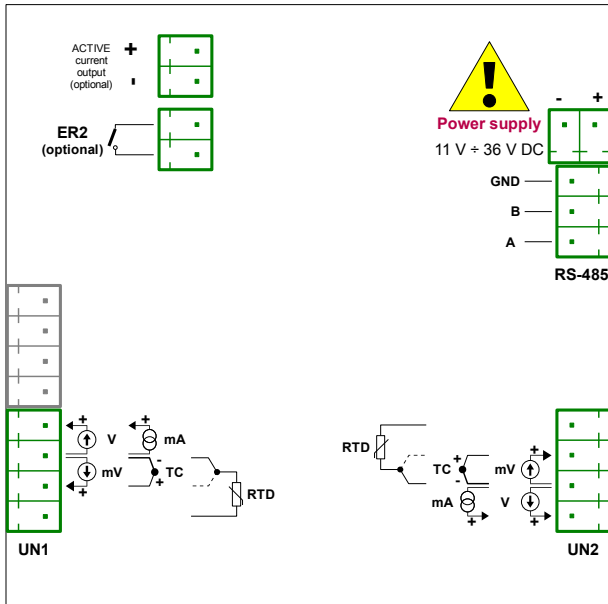 ACTIVE
current
output
(optional)
+
-
ER2
(optional)
Power supply
- +
11 V ÷ 36 V DC
GND
B
A
RS-485
+ V + mA
+ mV - TC +
RTD
UN1
RTD
+ TC - mV +
mA + V +
UN2